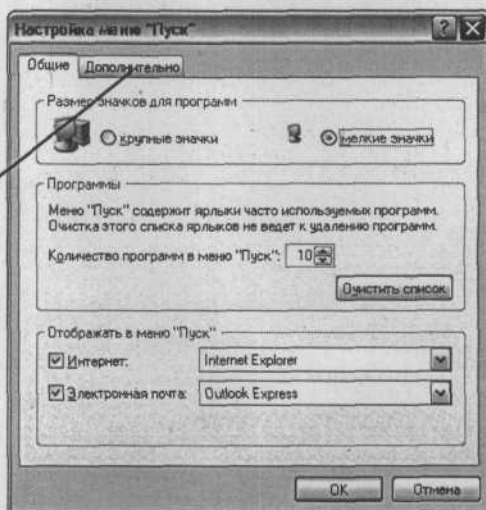 Настройка меню "Пуск"
Общие Дополнительно
Размер значков для программ
крупные значки мелкие значки
Программы
Меню "Пуск" содержит ярлыки часто используемых программ.
Очистка этого списка ярлыков не ведет к удалению программ.
Количество программ в меню "Пуск": 10
Очистить список
Отображать в меню "Пуск"
Интернет: Internet Explorer
Электронная почта: Outlook Express
OK Отмена